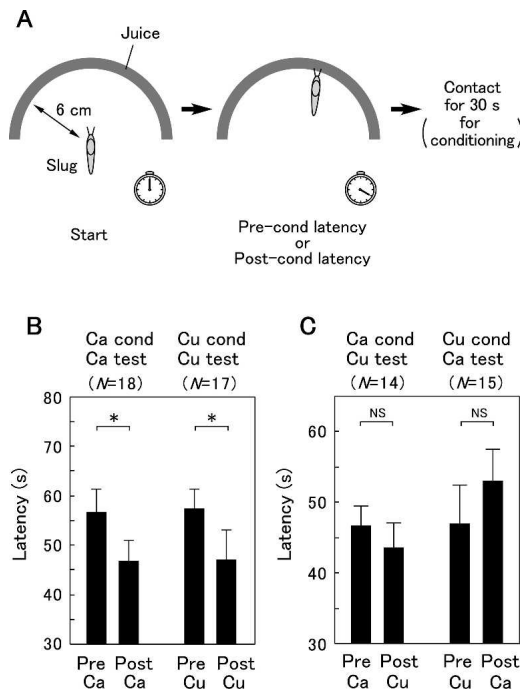 A
Juice
6 cm
Slug
Start
Pre-cond latency
or
Post-cond latency
Contact
for 30 s
for
conditioning
B
Ca cond
Ca test
(N=18)
Cu cond
Cu test
(N=17)
80
70
60
50
40
30
Latency (s)
*
*
Pre
Ca
Post
Ca
Pre
Cu
Post
Cu
C
Ca cond
Cu test
(N=14)
Cu cond
Ca test
(N=15)
60
50
40
30
Latency (s)
NS
NS
Pre
Ca
Post
Cu
Pre
Cu
Post
Ca